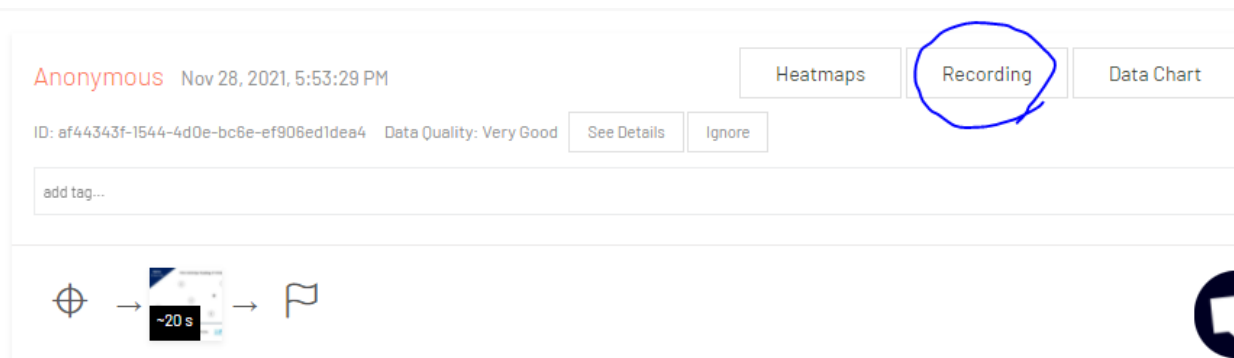 Anonymous Nov 28, 2021, 5:53:29 PM Heatmaps Recording Data Chart
ID: af44343f-1544-4d0e-bc6e-ef906ed1dea4 Data Quality: Very Good See Details Ignore
add tag...
~20 s